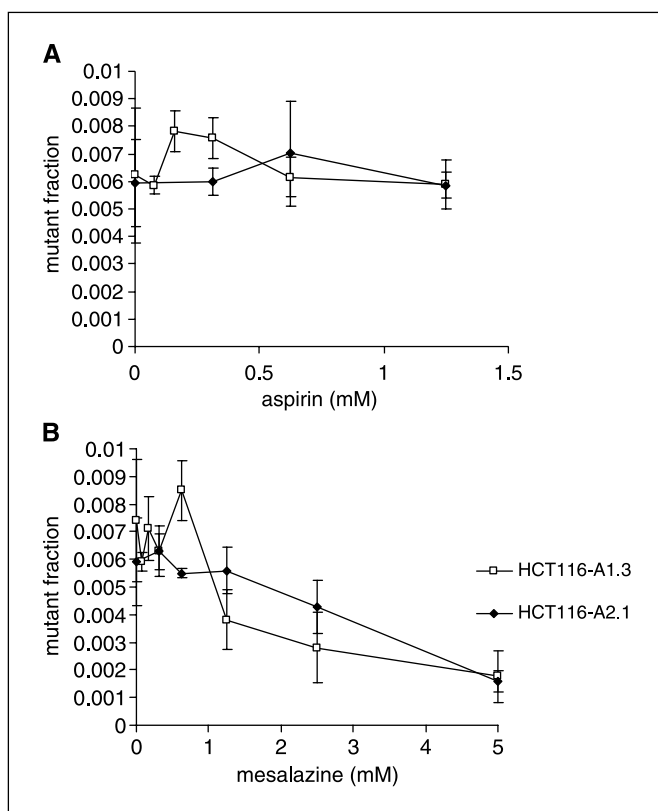 A
0.01
0.009
0.008
0.007
0.006
0.005
0.004
0.003
0.002
0.001
0
mutant fraction
0 0.5 1 1.5
aspirin (mM)
B
0.01
0.009
0.008
0.007
0.006
0.005
0.004
0.003
0.002
0.001
0
mutant fraction
HCT116-A1.3
HCT116-A2.1
0 1 2 3 4 5
mesalazine (mM)